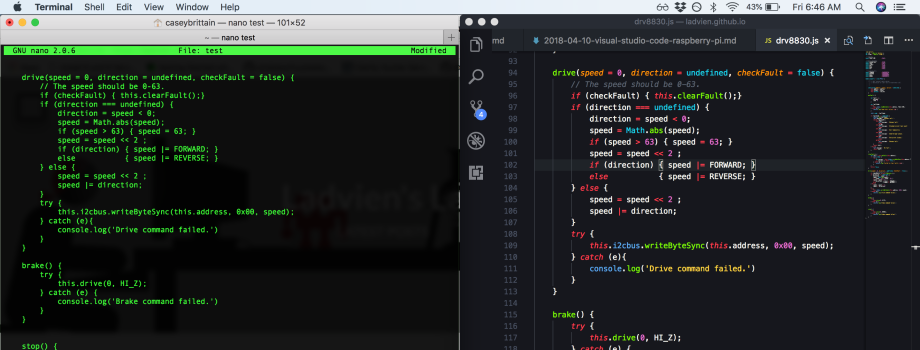 Terminal Shell Edit View Window Help
43% Fri 6:46 AM
caseybrittain — nano test — 101×52
~ — nano test
GNU nano 2.0.6 File: test Modified
drive(speed = 0, direction = undefined, checkFault = false) {
// The speed should be 0-63.
if (checkFault) { this.clearFault();}
if (direction === undefined) {
direction = speed < 0;
speed = Math.abs(speed);
if (speed > 63) { speed = 63; }
speed = speed << 2 ;
if (direction) { speed |= FORWARD; }
else { speed |= REVERSE; }
} else {
speed = speed << 2 ;
speed |= direction;
}
try {
this.i2cbus.writeByteSync(this.address, 0x00, speed);
} catch (e){
console.log('Drive command failed.')
}
}
brake() {
try {
this.drive(0, HI_Z);
} catch (e) {
console.log('Brake command failed.')
}
}
stop() {
drv8830.js — ladvien.github.io
md 2018-04-10-visual-studio-code-raspberry-pi.md JS drv8830.js ×
4
93
94 drive(speed = 0, direction = undefined, checkFault = false) {
95 // The speed should be 0-63.
96 if (checkFault) { this.clearFault();}
97 if (direction === undefined) {
98 direction = speed < 0;
99 speed = Math.abs(speed);
100 if (speed > 63) { speed = 63; }
101 speed = speed << 2 ;
102 if (direction) { speed |= FORWARD; }
103 else { speed |= REVERSE; }
104 } else {
105 speed = speed << 2 ;
106 speed |= direction;
107 }
108 try {
109 this.i2cbus.writeByteSync(this.address, 0x00, speed);
110 } catch (e){
111 console.log('Drive command failed.')
112 }
113 }
114
115 brake() {
116 try {
117 this.drive(0, HI_Z);
118 } catch (e) {